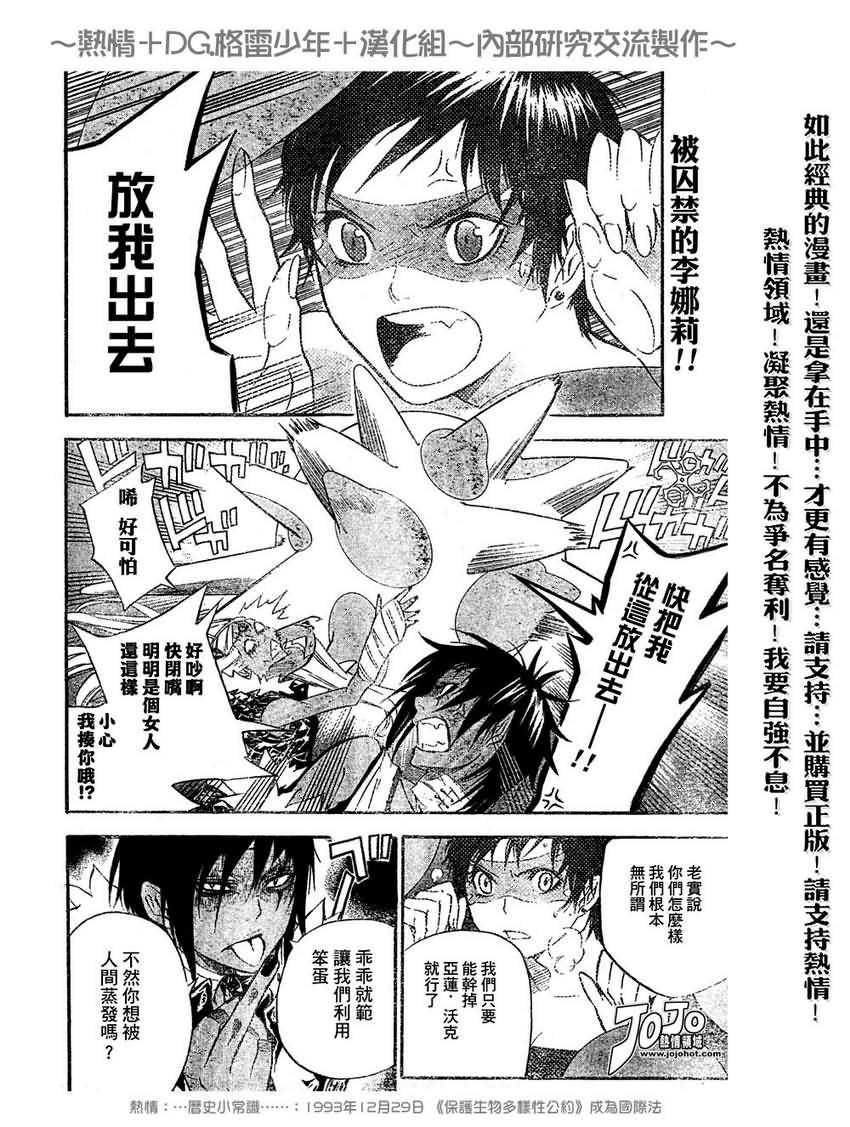 ～熱情＋DG.格雷少年＋漢化組～內部研究交流製作～
如此經典的漫畫！還是拿在手中…才更有感覺…請支持…並購買正版！請支持熱情！
熱情領域！凝聚熱情！不為爭名奪利！我要自強不息！
被囚禁的李娜莉!!
放我出去
快把我
從這放出去──!!
唏 好可怕
好吵啊
快閉嘴
明明是個女人
還這樣
小心
我揍你哦!?
老實說
你們怎麼樣
我們根本
無所謂
我們只要
能幹掉
亞蓮．沃克
就行了
乖乖就範
讓我們利用
笨蛋
不然你想被
人間蒸發嗎？
JOJO
熱情領域
www.jojohot.com
熱情：…曆史小常識……：1993年12月29日 《保護生物多樣性公約》成為國際法